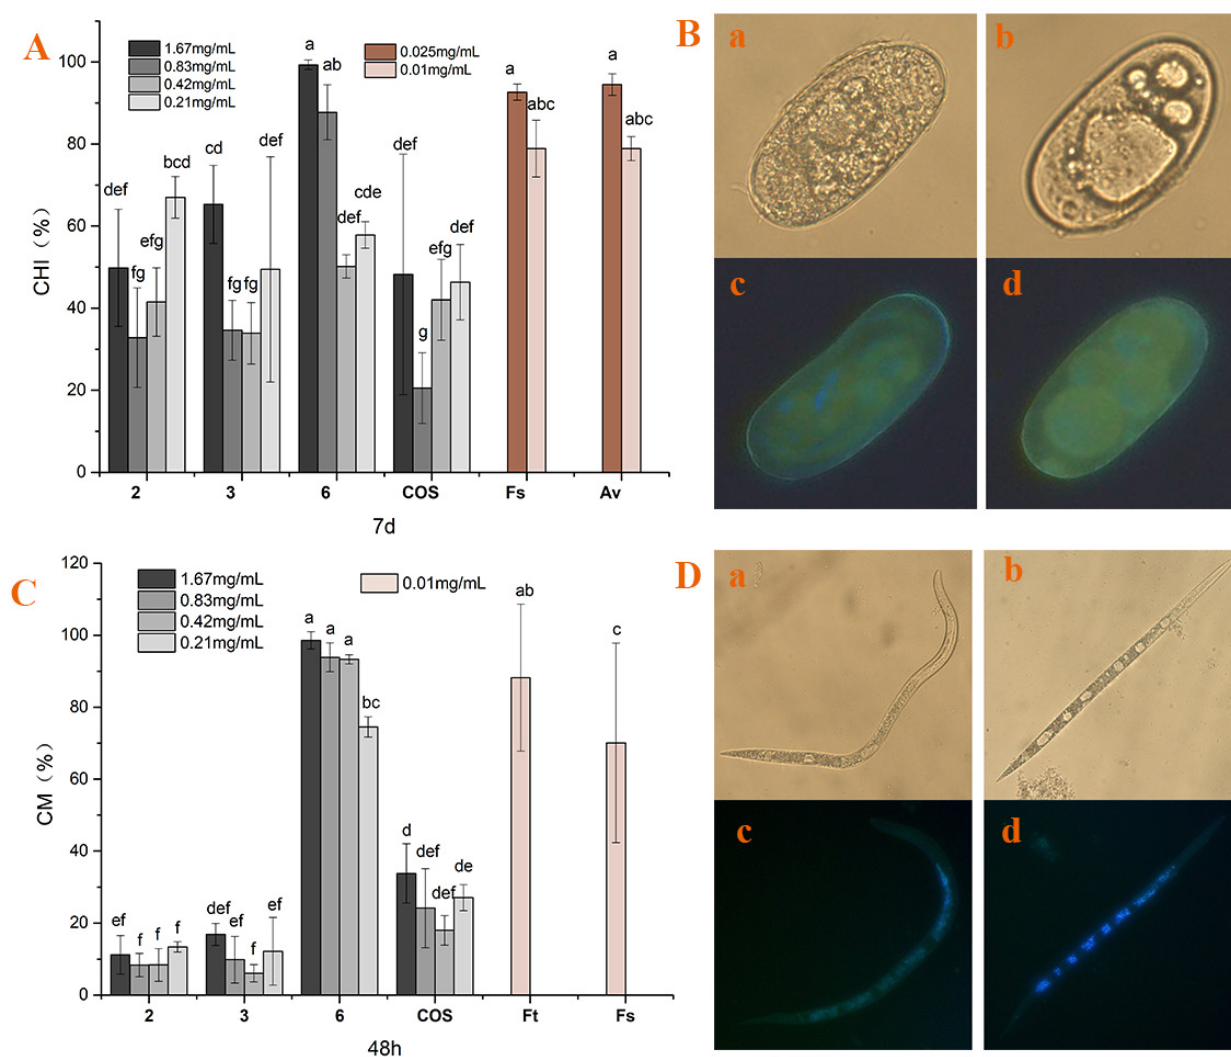 A
1.67mg/mL
0.83mg/mL
0.42mg/mL
0.21mg/mL
0.025mg/mL
0.01mg/mL
CHI（%）
100
80
60
40
20
0
def
fg
efg
bcd
cd
fg
fg
def
a
ab
def
cde
def
g
efg
def
a
abc
a
abc
2
3
6
COS
Fs
Av
7d
B
a
b
c
d
C
1.67mg/mL
0.83mg/mL
0.42mg/mL
0.21mg/mL
0.01mg/mL
CM（%）
120
100
80
60
40
20
0
ef
f
f
f
def
ef
f
ef
a
a
a
bc
d
def
def
de
ab
c
2
3
6
COS
Ft
Fs
48h
D
a
b
c
d